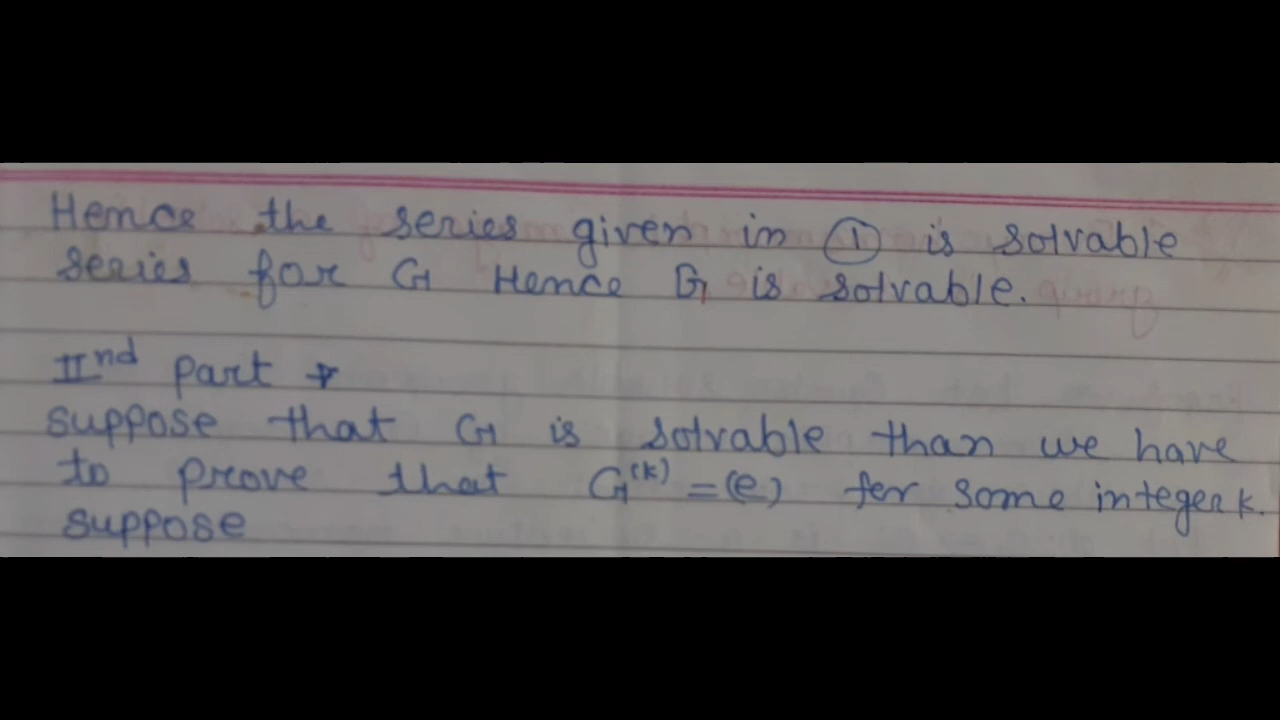 Hence the series given in ① is solvable
series for G Hence G is solvable.
IInd part →
suppose that G is solvable than we have
to prove that G^(k) = (e) for some integer k.
suppose